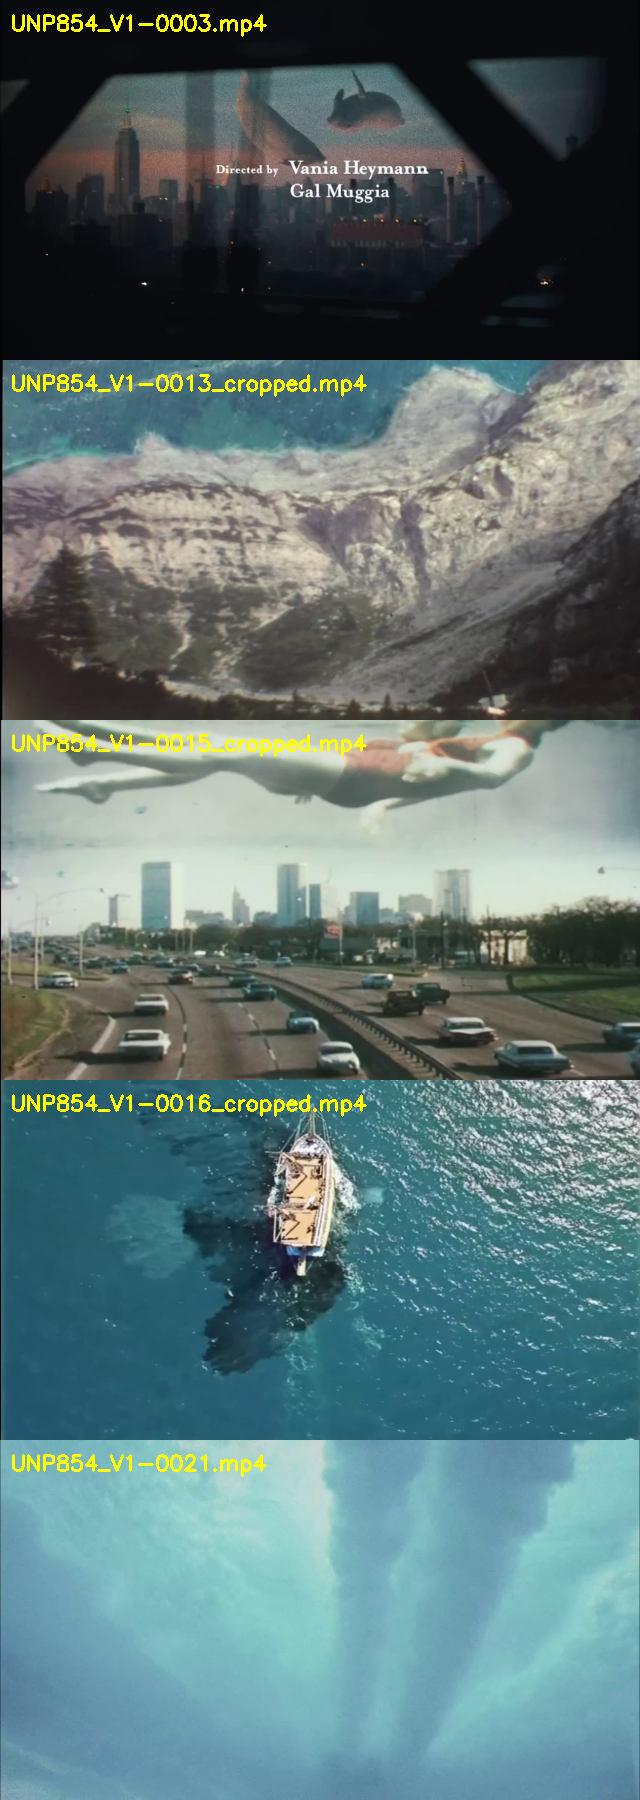 UNP854_V1-0003.mp4
Directed by Vania Heymann
Gal Muggia
UNP854_V1-0013_cropped.mp4
UNP854_V1-0015_cropped.mp4
UNP854_V1-0016_cropped.mp4
UNP854_V1-0021.mp4